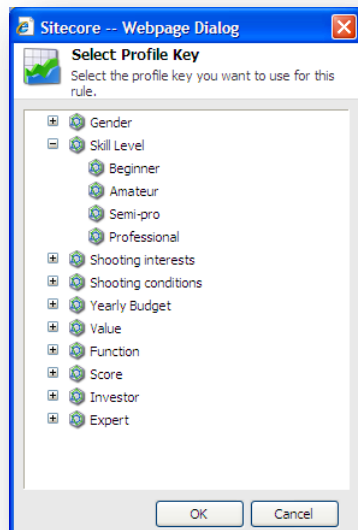 Sitecore -- Webpage Dialog
Select Profile Key
Select the profile key you want to use for this
rule.
Gender
Skill Level
Beginner
Amateur
Semi-pro
Professional
Shooting interests
Shooting conditions
Yearly Budget
Value
Function
Score
Investor
Expert
OK Cancel